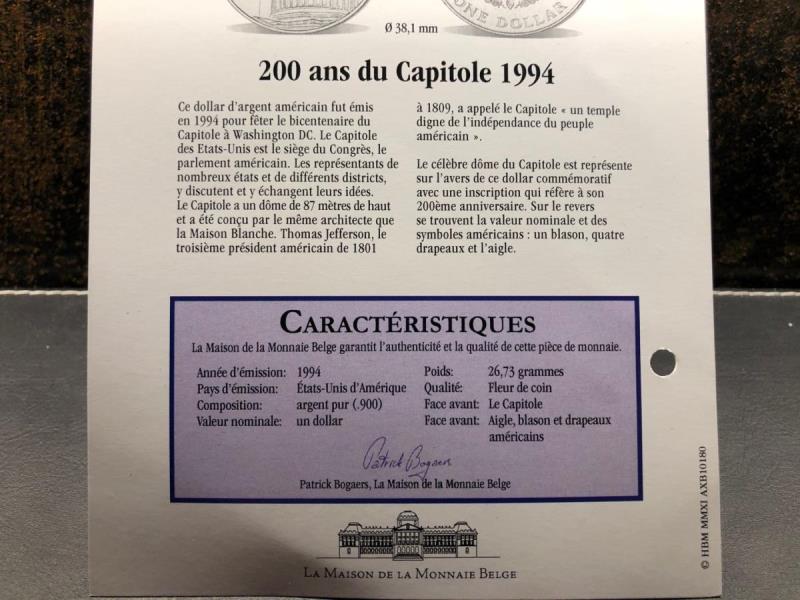 ONE DOLLAR
Ø 38,1 mm
200 ans du Capitole 1994
Ce dollar d'argent américain fut émis
en 1994 pour fêter le bicentenaire du
Capitole à Washington DC. Le Capitole
des Etats-Unis est le siège du Congrès, le
parlement américain. Les représentants de
nombreux états et de différents districts,
y discutent et y échangent leurs idées.
Le Capitole a un dôme de 87 mètres de haut
et a été conçu par le même architecte que
la Maison Blanche. Thomas Jefferson, le
troisième président américain de 1801
à 1809, a appelé le Capitole « un temple
digne de l'indépendance du peuple
américain ».
Le célèbre dôme du Capitole est représente
sur l'avers de ce dollar commémoratif
avec une inscription qui réfère à son
200ème anniversaire. Sur le revers
se trouvent la valeur nominale et des
symboles américains : un blason, quatre
drapeaux et l'aigle.
CARACTÉRISTIQUES
La Maison de la Monnaie Belge garantit l'authenticité et la qualité de cette pièce de monnaie.
Année d'émission: 1994
Pays d'émission: États-Unis d'Amérique
Composition: argent pur (.900)
Valeur nominale: un dollar
Poids: 26,73 grammes
Qualité: Fleur de coin
Face avant: Le Capitole
Face avant: Aigle, blason et drapeaux
américains
Patrick Bogaers
Patrick Bogaers, La Maison de la Monnaie Belge
LA MAISON DE LA MONNAIE BELGE
© HBM MMXI AXB10180